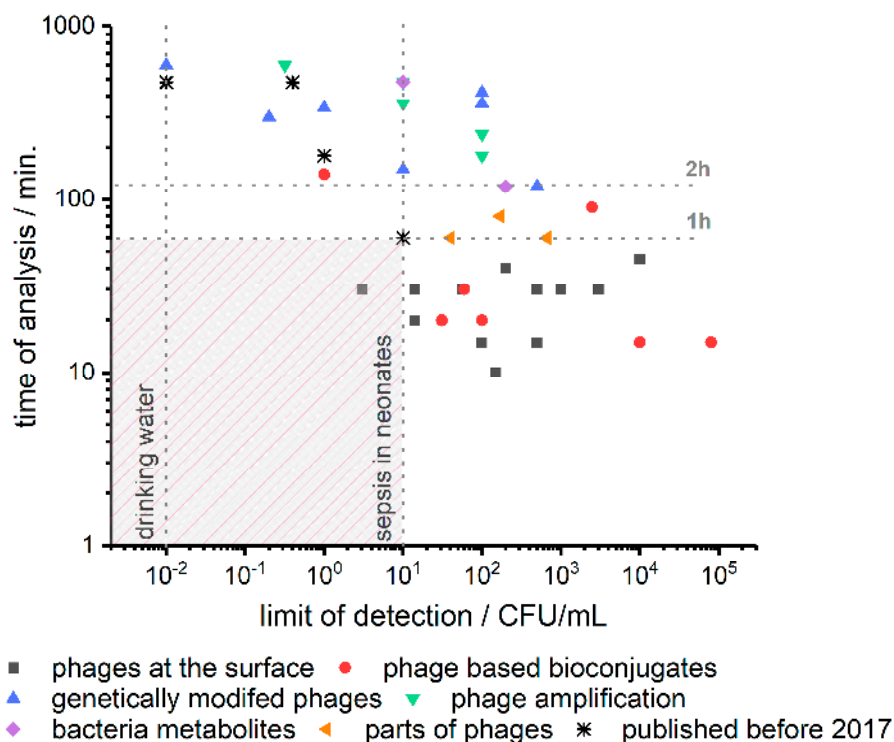 1000
100
10
1
time of analysis / min.
2h
1h
drinking water
sepsis in neonates
10⁻² 10⁻¹ 10⁰ 10¹ 10² 10³ 10⁴ 10⁵
limit of detection / CFU/mL
phages at the surface phage based bioconjugates
genetically modifed phages phage amplification
bacteria metabolites parts of phages published before 2017